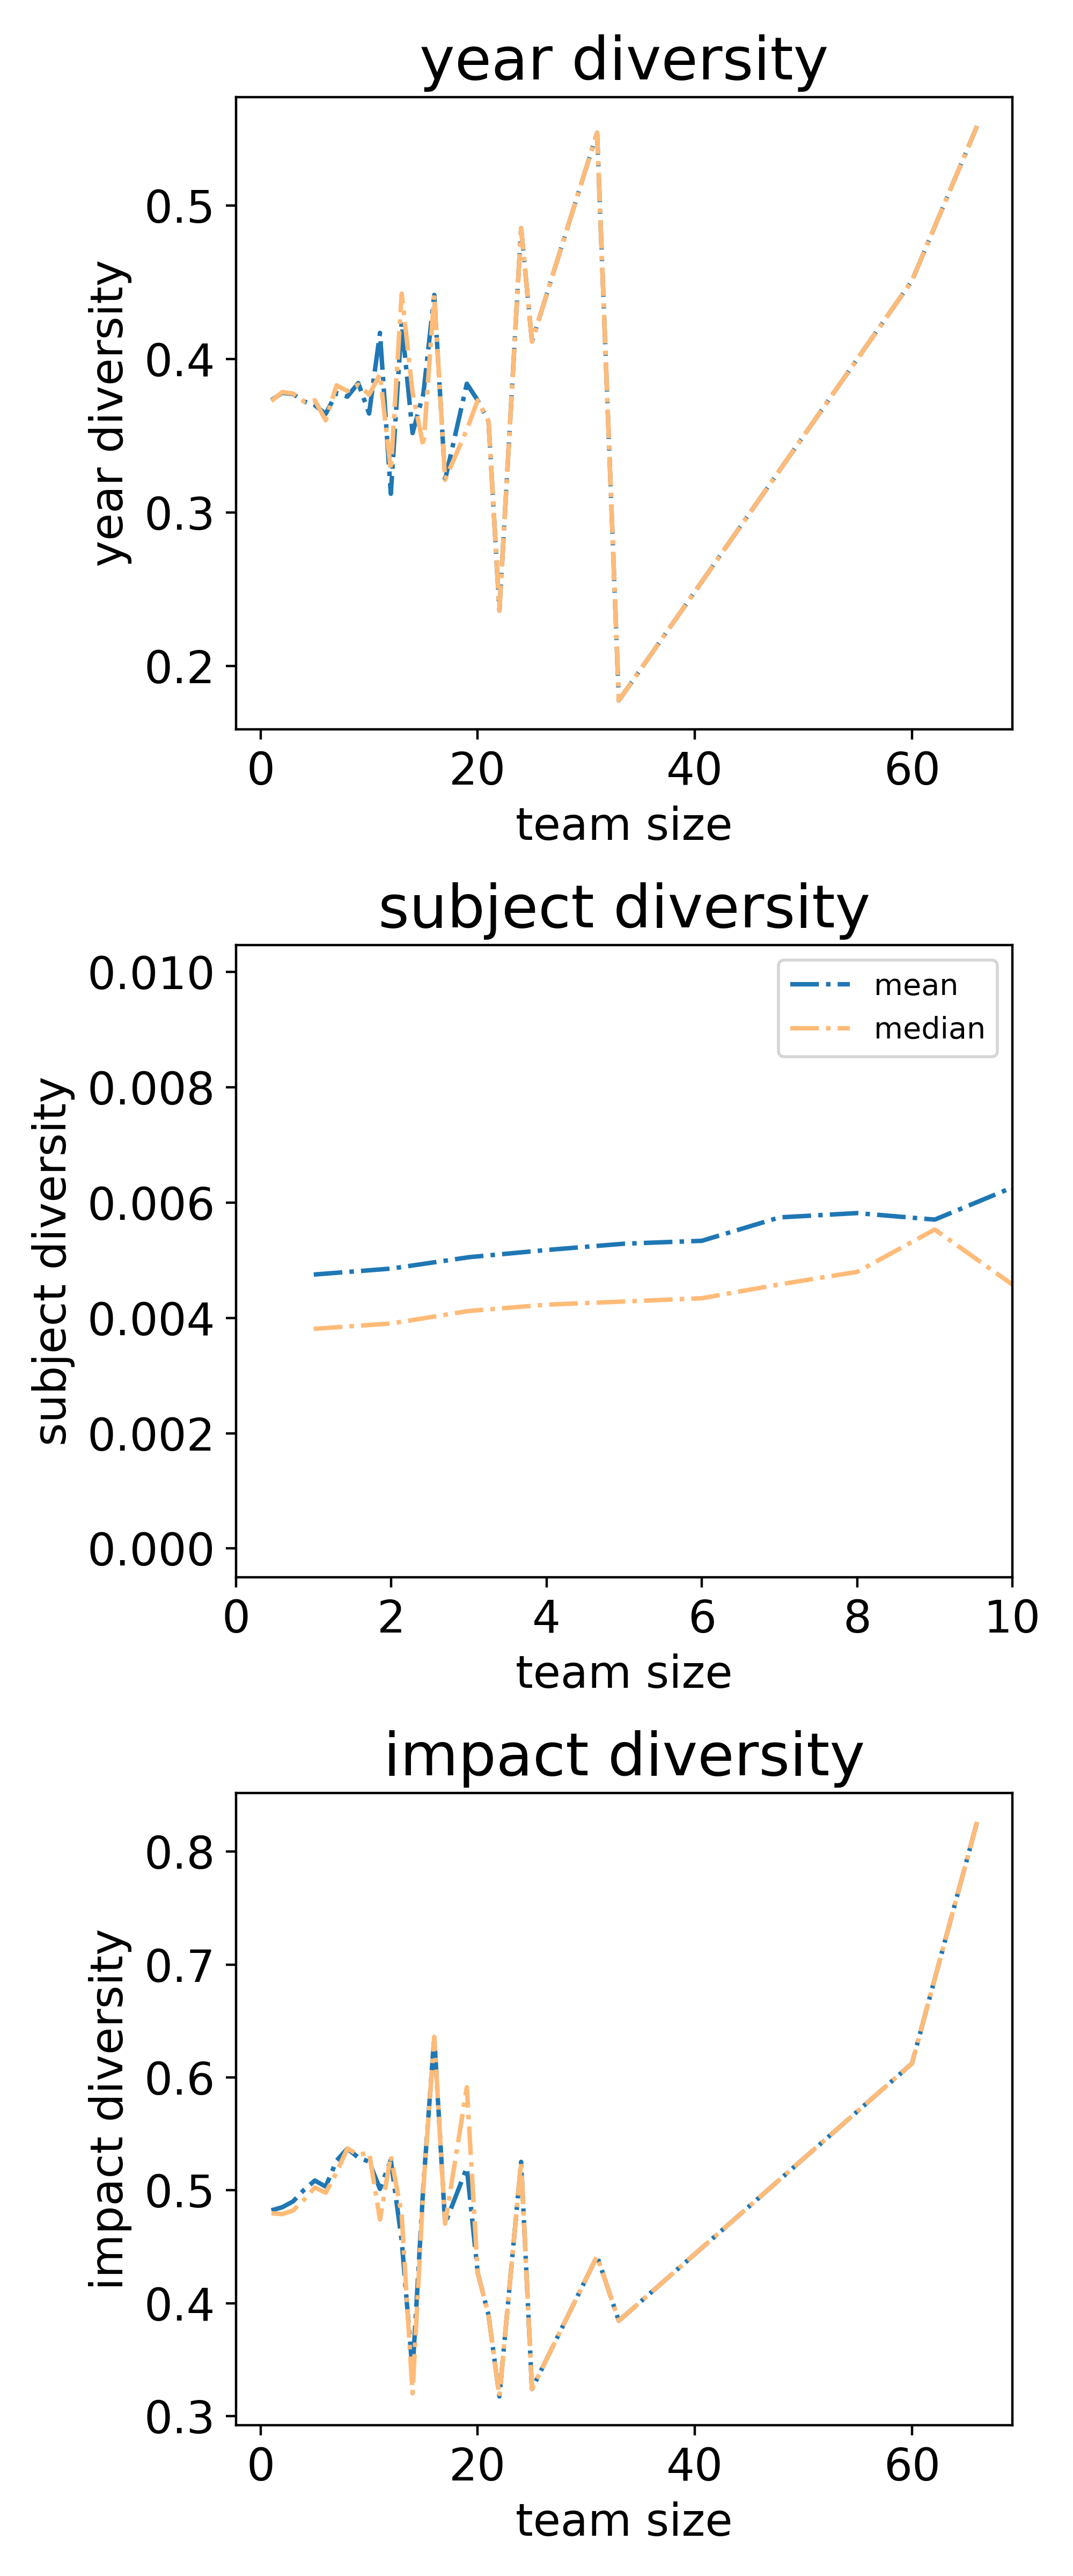 year diversity
year diversity
0.5
0.4
0.3
0.2
0 20 40 60
team size
subject diversity
subject diversity
0.010
0.008
0.006
0.004
0.002
0.000
mean
median
0 2 4 6 8 10
team size
impact diversity
impact diversity
0.8
0.7
0.6
0.5
0.4
0.3
0 20 40 60
team size